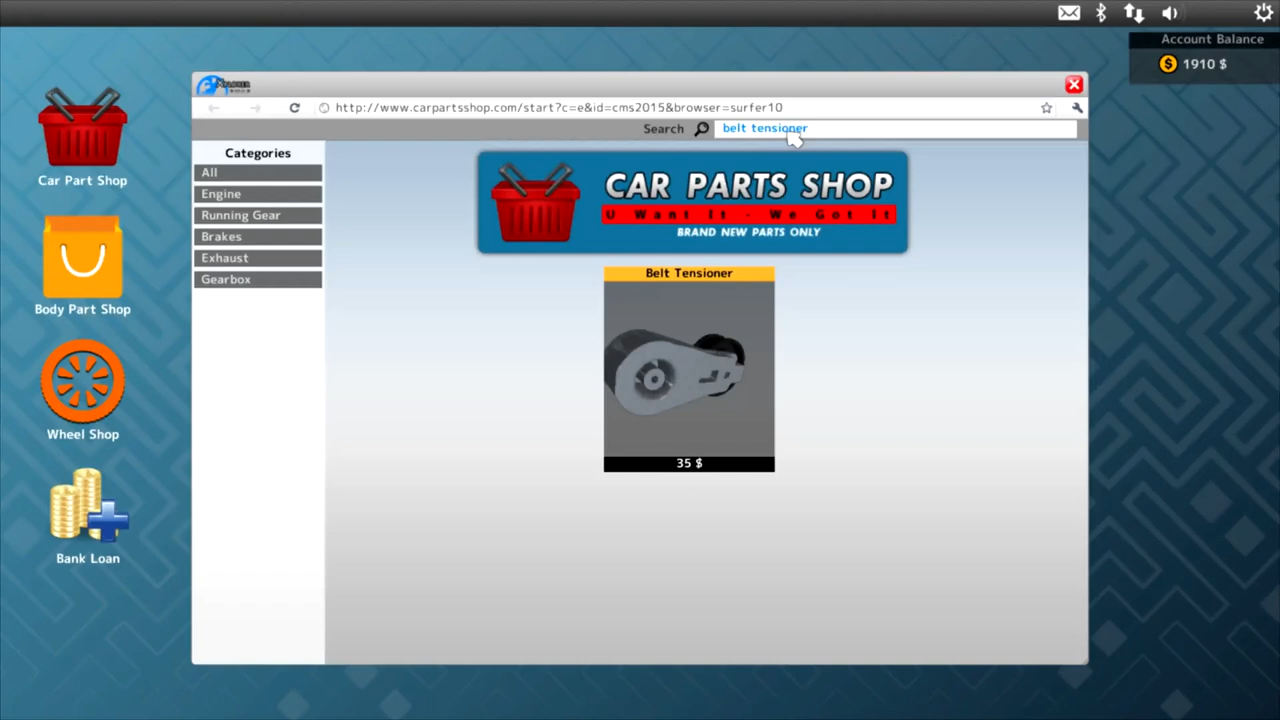 Account Balance
1910 $
Car Part Shop
Body Part Shop
Wheel Shop
Bank Loan
http://www.carpartsshop.com/start?c=e&id=cms2015&browser=surfer10
Search
belt tensioner
Categories
All
Engine
Running Gear
Brakes
Exhaust
Gearbox
CAR PARTS SHOP
U Want It - We Got It
BRAND NEW PARTS ONLY
Belt Tensioner
35 $